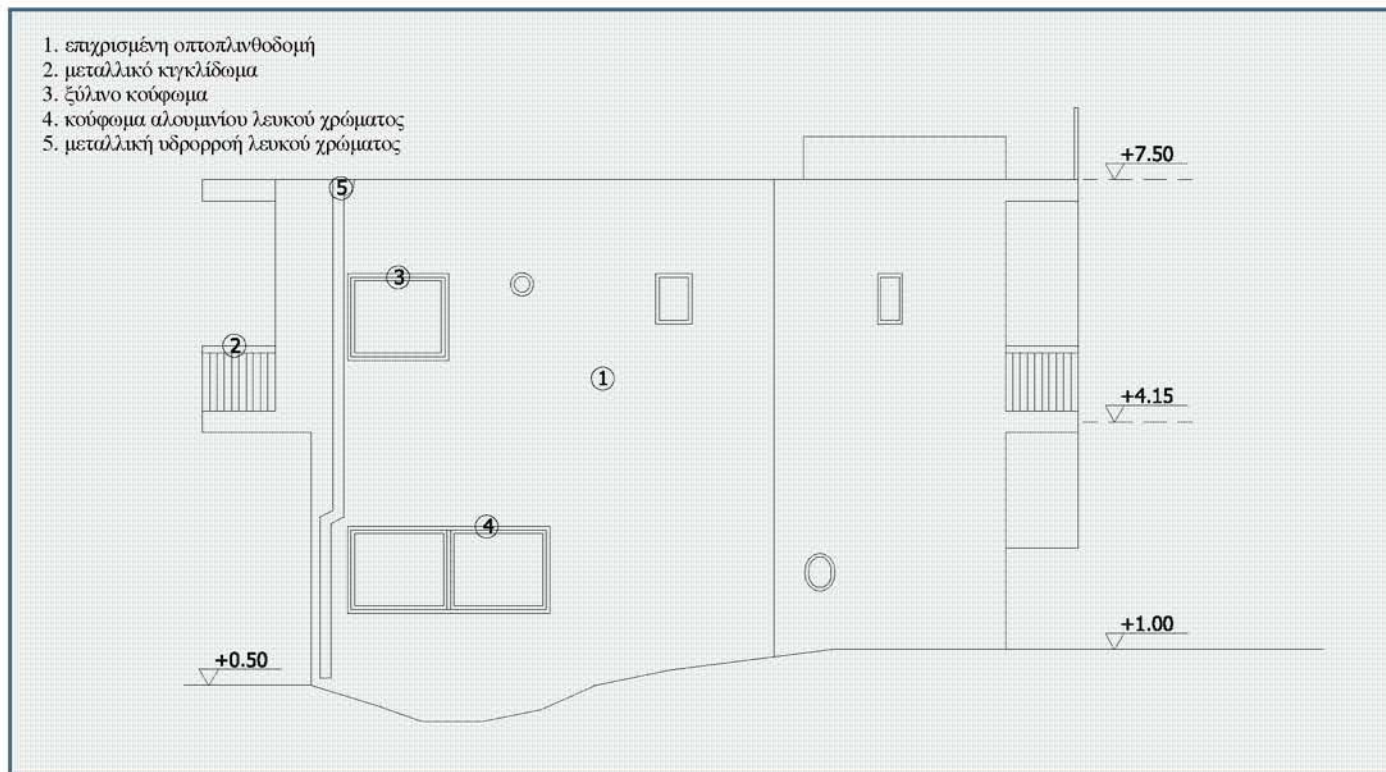 1. επιχρισμένη οπτοπλινθοδομή
2. μεταλλικό κιγκλίδωμα
3. ξύλινο κούφωμα
4. κούφωμα αλουμινίου λευκού χρώματος
5. μεταλλική υδρορροή λευκού χρώματος
+7.50
5
3
2
1
+4.15
4
+1.00
+0.50